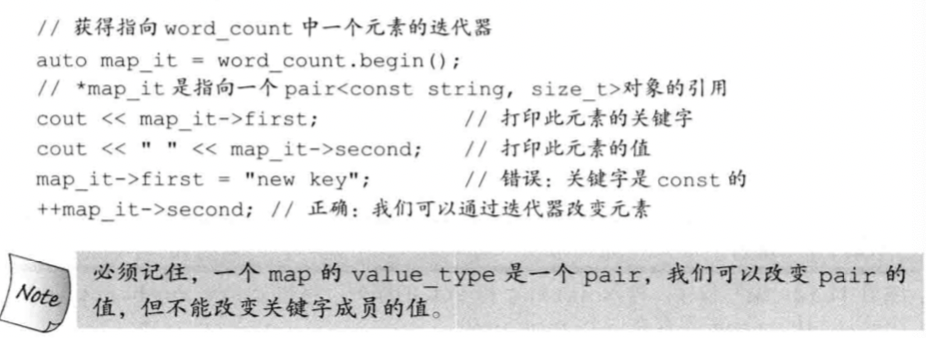 // 获得指向 word_count 中一个元素的迭代器
auto map_it = word_count.begin();
// *map_it 是指向一个 pair<const string, size_t>对象的引用
cout << map_it->first; // 打印此元素的关键字
cout << " " << map_it->second; // 打印此元素的值
map_it->first = "new key"; // 错误：关键字是 const 的
++map_it->second; // 正确：我们可以通过迭代器改变元素
Note
必须记住，一个 map 的 value_type 是一个 pair，我们可以改变 pair 的
值，但不能改变关键字成员的值。